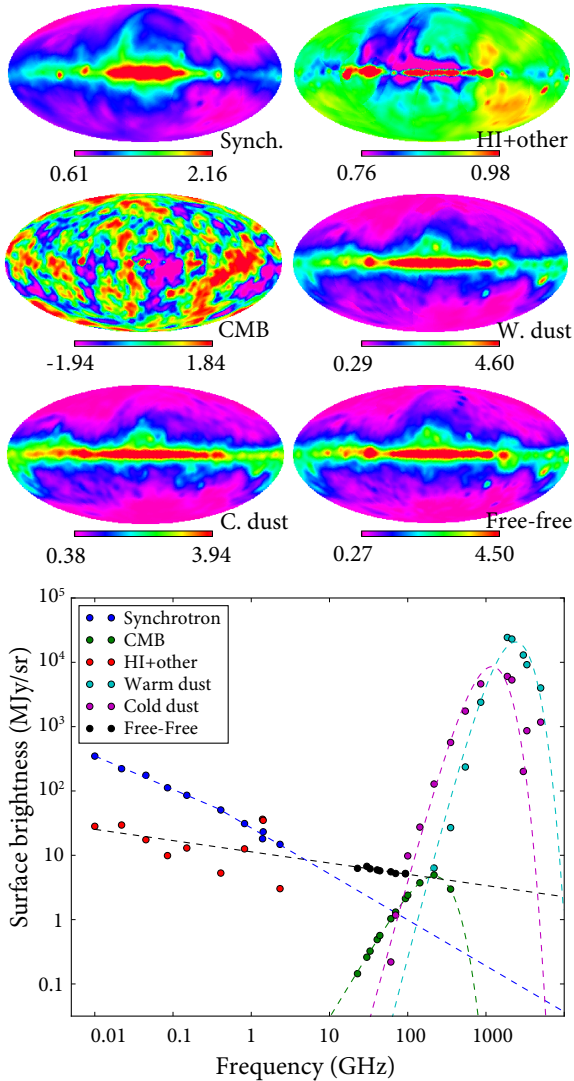 Synch.
0.61 2.16
HI+other
0.76 0.98
CMB
-1.94 1.84
W. dust
0.29 4.60
C. dust
0.38 3.94
Free-free
0.27 4.50
Surface brightness (MJy/sr)
10^5
10^4
10^3
10^2
10
1
0.1
Synchrotron
CMB
HI+other
Warm dust
Cold dust
Free-Free
0.01 0.1 1 10 100 1000
Frequency (GHz)